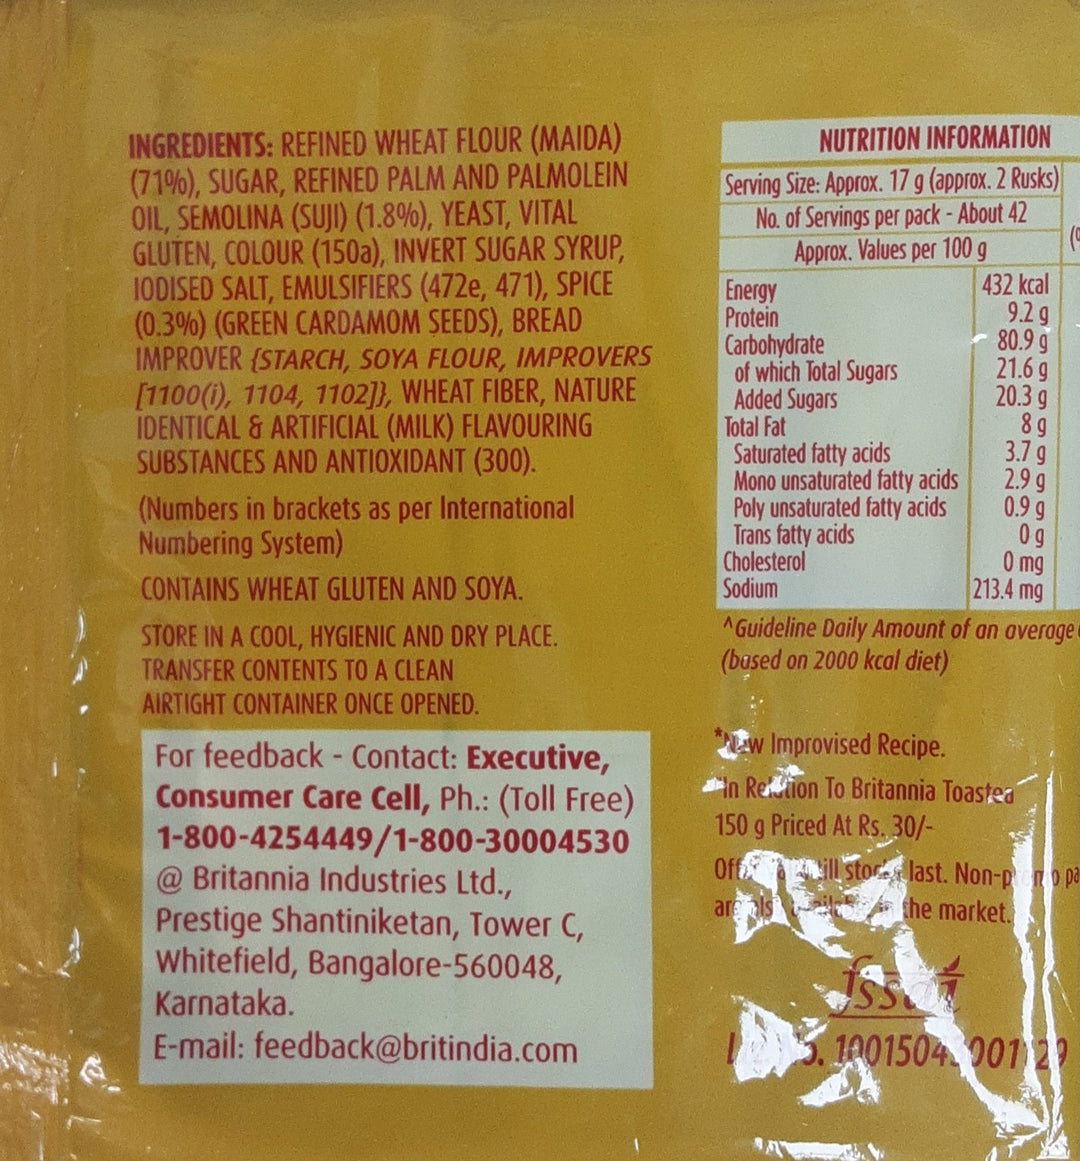 INGREDIENTS: REFINED WHEAT FLOUR (MAIDA)
(71%), SUGAR, REFINED PALM AND PALMOLEIN
OIL, SEMOLINA (SUJI) (1.8%), YEAST, VITAL
GLUTEN, COLOUR (150a), INVERT SUGAR SYRUP,
IODISED SALT, EMULSIFIERS (472e, 471), SPICE
(0.3%) (GREEN CARDAMOM SEEDS), BREAD
IMPROVER {STARCH, SOYA FLOUR, IMPROVERS
[1100(i), 1104, 1102]}, WHEAT FIBER, NATURE
IDENTICAL & ARTIFICIAL (MILK) FLAVOURING
SUBSTANCES AND ANTIOXIDANT (300).
(Numbers in brackets as per International
Numbering System)
CONTAINS WHEAT GLUTEN AND SOYA.
STORE IN A COOL, HYGIENIC AND DRY PLACE.
TRANSFER CONTENTS TO A CLEAN
AIRTIGHT CONTAINER ONCE OPENED.
For feedback - Contact: Executive,
Consumer Care Cell, Ph.: (Toll Free)
1-800-4254449/1-800-30004530
@ Britannia Industries Ltd.,
Prestige Shantiniketan, Tower C,
Whitefield, Bangalore-560048,
Karnataka.
E-mail: feedback@britindia.com
NUTRITION INFORMATION
Serving Size: Approx. 17 g (approx. 2 Rusks)
No. of Servings per pack - About 42
Approx. Values per 100 g
Energy 432 kcal
Protein 9.2 g
Carbohydrate 80.9 g
of which Total Sugars 21.6 g
Added Sugars 20.3 g
Total Fat 8 g
Saturated fatty acids 3.7 g
Mono unsaturated fatty acids 2.9 g
Poly unsaturated fatty acids 0.9 g
Trans fatty acids 0 g
Cholesterol 0 mg
Sodium 213.4 mg
^Guideline Daily Amount of an average
(based on 2000 kcal diet)
*New Improvised Recipe.
In Relation To Britannia Toastea
150 g Priced At Rs. 30/-
till stocks last.
the market.
fssai